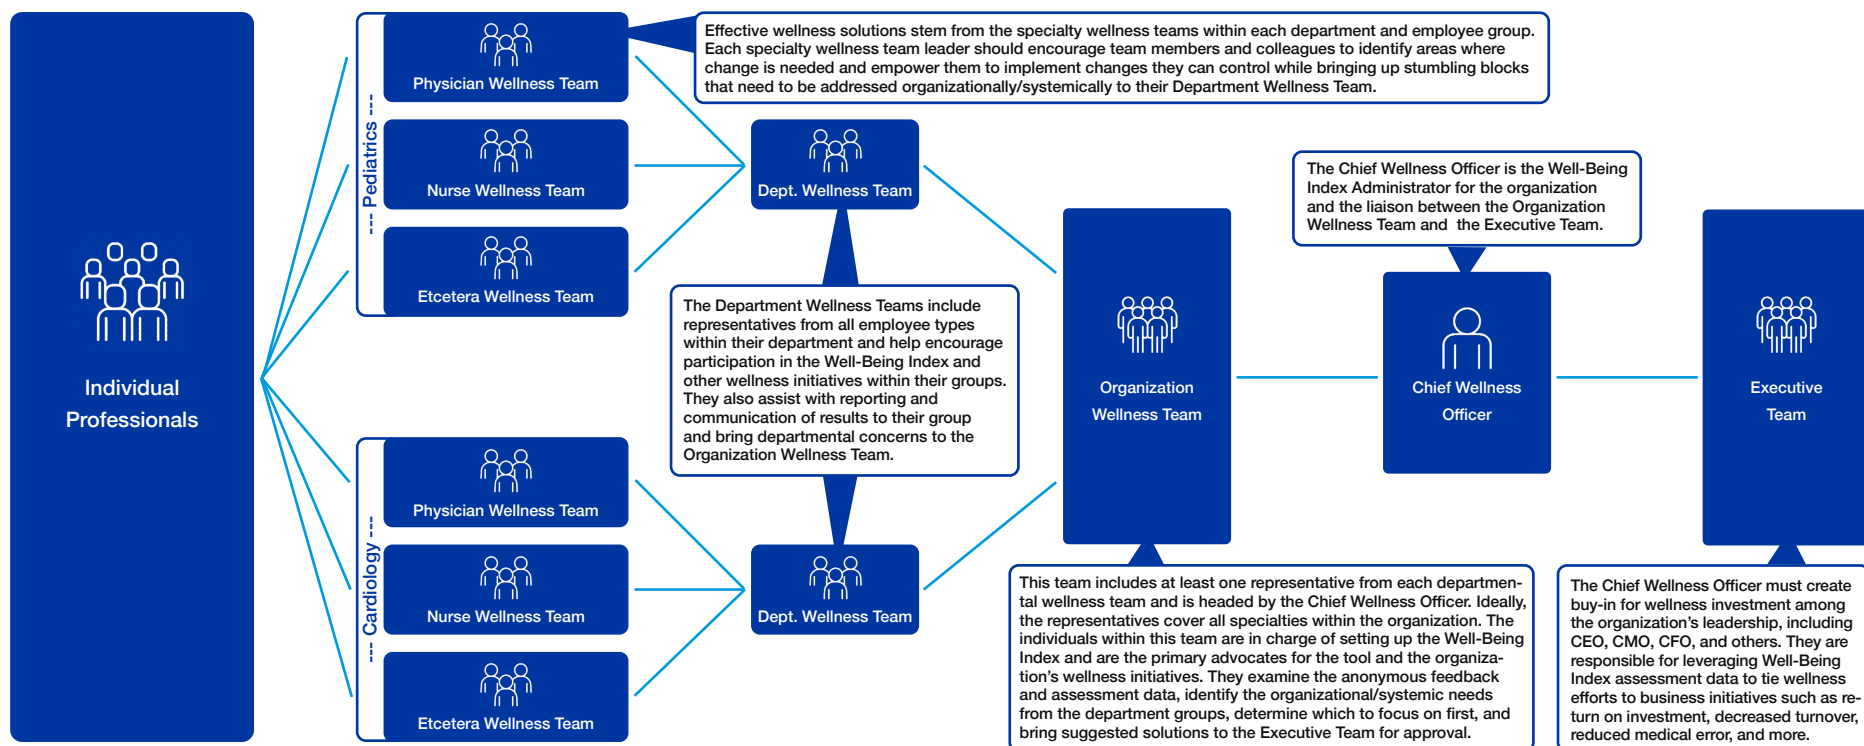 Individual
Professionals
--- Pediatrics ----
Physician Wellness Team
Nurse Wellness Team
Etcetera Wellness Team
--- Cardiology ----
Physician Wellness Team
Nurse Wellness Team
Etcetera Wellness Team
Effective wellness solutions stem from the specialty wellness teams within each department and employee group.
Each specialty wellness team leader should encourage team members and colleagues to identify areas where
change is needed and empower them to implement changes they can control while bringing up stumbling blocks
that need to be addressed organizationally/systemically to their Department Wellness Team.
Dept. Wellness Team
The Department Wellness Teams include
representatives from all employee types
within their department and help encourage
participation in the Well-Being Index and
other wellness initiatives within their groups.
They also assist with reporting and
communication of results to their group
and bring departmental concerns to the
Organization Wellness Team.
Dept. Wellness Team
Organization
Wellness Team
This team includes at least one representative from each departmen-
tal wellness team and is headed by the Chief Wellness Officer. Ideally,
the representatives cover all specialties within the organization. The
individuals within this team are in charge of setting up the Well-Being
Index and are the primary advocates for the tool and the organiza-
tion's wellness initiatives. They examine the anonymous feedback
and assessment data, identify the organizational/systemic needs
from the department groups, determine which to focus on first, and
bring suggested solutions to the Executive Team for approval.
The Chief Wellness Officer is the Well-Being
Index Administrator for the organization
and the liaison between the Organization
Wellness Team and the Executive Team.
Chief Wellness
Officer
Executive
Team
The Chief Wellness Officer must create
buy-in for wellness investment among
the organization's leadership, including
CEO, CMO, CFO, and others. They are
responsible for leveraging Well-Being
Index assessment data to tie wellness
efforts to business initiatives such as re-
turn on investment, decreased turnover,
reduced medical error, and more.